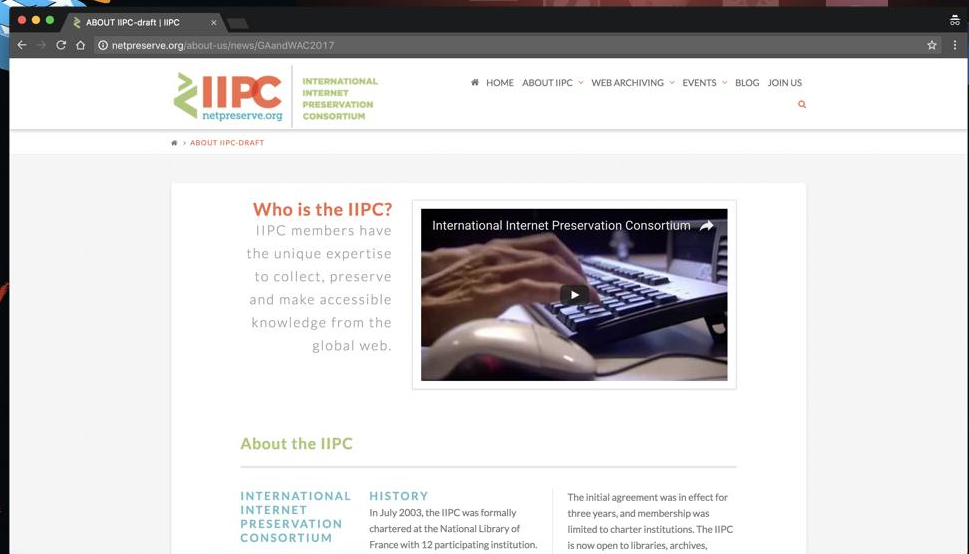 ABOUT IIPC-draft | IIPC
netpreserve.org/about-us/news/GAandWAC2017
IIPC
netpreserve.org
INTERNATIONAL
INTERNET
PRESERVATION
CONSORTIUM
HOME ABOUT IIPC WEB ARCHIVING EVENTS BLOG JOIN US
ABOUT IIPC-DRAFT
Who is the IIPC?
IIPC members have
the unique expertise
to collect, preserve
and make accessible
knowledge from the
global web.
International Internet Preservation Consortium
About the IIPC
INTERNATIONAL
INTERNET
PRESERVATION
CONSORTIUM
HISTORY
In July 2003, the IIPC was formally
chartered at the National Library of
France with 12 participating institution.
The initial agreement was in effect for
three years, and membership was
limited to charter institutions. The IIPC
is now open to libraries, archives,